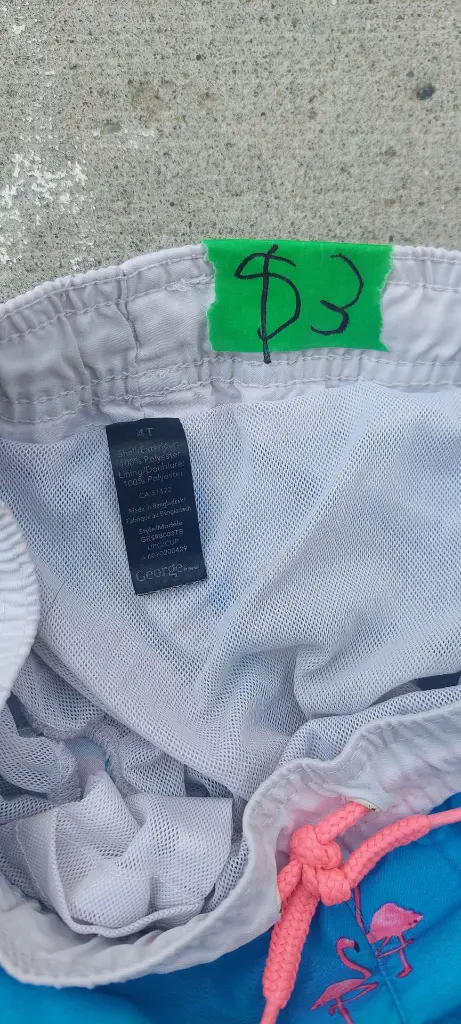 $3
4T
Shell/Extérieur:
100% Polyester
Lining/Doublure:
100% Polyester
CA 51122
Made in Bangladesh/
Fabriqué au Bangladesh
Style/Modèle
UPC/CUP
George